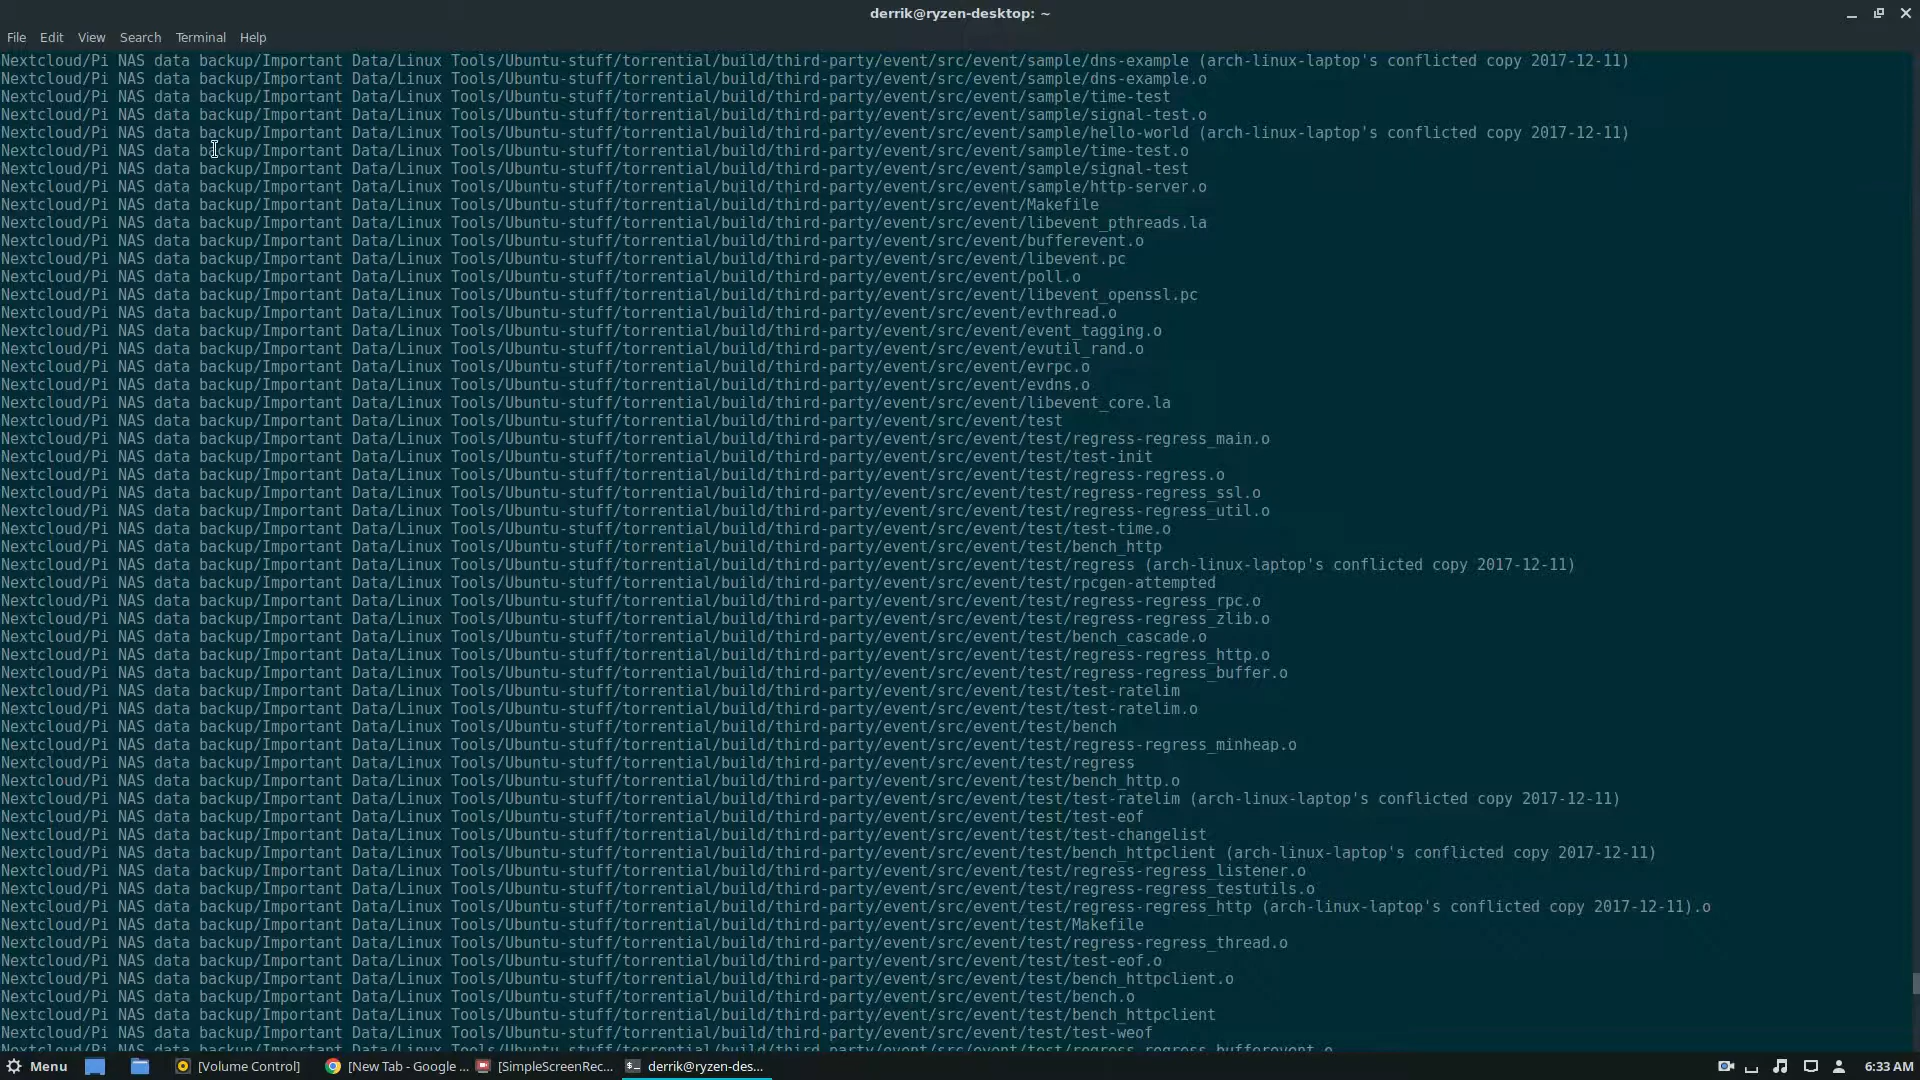 derrik@ryzen-desktop: ~
File Edit View Search Terminal Help
Nextcloud/Pi NAS data backup/Important Data/Linux Tools/Ubuntu-stuff/torrential/build/third-party/event/src/event/sample/dns-example (arch-linux-laptop's conflicted copy 2017-12-11)
Nextcloud/Pi NAS data backup/Important Data/Linux Tools/Ubuntu-stuff/torrential/build/third-party/event/src/event/sample/dns-example.o
Nextcloud/Pi NAS data backup/Important Data/Linux Tools/Ubuntu-stuff/torrential/build/third-party/event/src/event/sample/time-test
Nextcloud/Pi NAS data backup/Important Data/Linux Tools/Ubuntu-stuff/torrential/build/third-party/event/src/event/sample/signal-test.o
Nextcloud/Pi NAS data backup/Important Data/Linux Tools/Ubuntu-stuff/torrential/build/third-party/event/src/event/sample/hello-world (arch-linux-laptop's conflicted copy 2017-12-11)
Nextcloud/Pi NAS data backup/Important Data/Linux Tools/Ubuntu-stuff/torrential/build/third-party/event/src/event/sample/time-test.o
Nextcloud/Pi NAS data backup/Important Data/Linux Tools/Ubuntu-stuff/torrential/build/third-party/event/src/event/sample/signal-test
Nextcloud/Pi NAS data backup/Important Data/Linux Tools/Ubuntu-stuff/torrential/build/third-party/event/src/event/sample/http-server.o
Nextcloud/Pi NAS data backup/Important Data/Linux Tools/Ubuntu-stuff/torrential/build/third-party/event/src/event/Makefile
Nextcloud/Pi NAS data backup/Important Data/Linux Tools/Ubuntu-stuff/torrential/build/third-party/event/src/event/libevent_pthreads.la
Nextcloud/Pi NAS data backup/Important Data/Linux Tools/Ubuntu-stuff/torrential/build/third-party/event/src/event/bufferevent.o
Nextcloud/Pi NAS data backup/Important Data/Linux Tools/Ubuntu-stuff/torrential/build/third-party/event/src/event/libevent.pc
Nextcloud/Pi NAS data backup/Important Data/Linux Tools/Ubuntu-stuff/torrential/build/third-party/event/src/event/poll.o
Nextcloud/Pi NAS data backup/Important Data/Linux Tools/Ubuntu-stuff/torrential/build/third-party/event/src/event/libevent_openssl.pc
Nextcloud/Pi NAS data backup/Important Data/Linux Tools/Ubuntu-stuff/torrential/build/third-party/event/src/event/evthread.o
Nextcloud/Pi NAS data backup/Important Data/Linux Tools/Ubuntu-stuff/torrential/build/third-party/event/src/event/event_tagging.o
Nextcloud/Pi NAS data backup/Important Data/Linux Tools/Ubuntu-stuff/torrential/build/third-party/event/src/event/evutil_rand.o
Nextcloud/Pi NAS data backup/Important Data/Linux Tools/Ubuntu-stuff/torrential/build/third-party/event/src/event/evrpc.o
Nextcloud/Pi NAS data backup/Important Data/Linux Tools/Ubuntu-stuff/torrential/build/third-party/event/src/event/evdns.o
Nextcloud/Pi NAS data backup/Important Data/Linux Tools/Ubuntu-stuff/torrential/build/third-party/event/src/event/libevent_core.la
Nextcloud/Pi NAS data backup/Important Data/Linux Tools/Ubuntu-stuff/torrential/build/third-party/event/src/event/test
Nextcloud/Pi NAS data backup/Important Data/Linux Tools/Ubuntu-stuff/torrential/build/third-party/event/src/event/test/regress-regress_main.o
Nextcloud/Pi NAS data backup/Important Data/Linux Tools/Ubuntu-stuff/torrential/build/third-party/event/src/event/test/test-init
Nextcloud/Pi NAS data backup/Important Data/Linux Tools/Ubuntu-stuff/torrential/build/third-party/event/src/event/test/regress-regress.o
Nextcloud/Pi NAS data backup/Important Data/Linux Tools/Ubuntu-stuff/torrential/build/third-party/event/src/event/test/regress-regress_ssl.o
Nextcloud/Pi NAS data backup/Important Data/Linux Tools/Ubuntu-stuff/torrential/build/third-party/event/src/event/test/regress-regress_util.o
Nextcloud/Pi NAS data backup/Important Data/Linux Tools/Ubuntu-stuff/torrential/build/third-party/event/src/event/test/test-time.o
Nextcloud/Pi NAS data backup/Important Data/Linux Tools/Ubuntu-stuff/torrential/build/third-party/event/src/event/test/bench_http
Nextcloud/Pi NAS data backup/Important Data/Linux Tools/Ubuntu-stuff/torrential/build/third-party/event/src/event/test/regress (arch-linux-laptop's conflicted copy 2017-12-11)
Nextcloud/Pi NAS data backup/Important Data/Linux Tools/Ubuntu-stuff/torrential/build/third-party/event/src/event/test/rpcgen-attempted
Nextcloud/Pi NAS data backup/Important Data/Linux Tools/Ubuntu-stuff/torrential/build/third-party/event/src/event/test/regress-regress_rpc.o
Nextcloud/Pi NAS data backup/Important Data/Linux Tools/Ubuntu-stuff/torrential/build/third-party/event/src/event/test/regress-regress_zlib.o
Nextcloud/Pi NAS data backup/Important Data/Linux Tools/Ubuntu-stuff/torrential/build/third-party/event/src/event/test/bench_cascade.o
Nextcloud/Pi NAS data backup/Important Data/Linux Tools/Ubuntu-stuff/torrential/build/third-party/event/src/event/test/regress-regress_http.o
Nextcloud/Pi NAS data backup/Important Data/Linux Tools/Ubuntu-stuff/torrential/build/third-party/event/src/event/test/regress-regress_buffer.o
Nextcloud/Pi NAS data backup/Important Data/Linux Tools/Ubuntu-stuff/torrential/build/third-party/event/src/event/test/test-ratelim
Nextcloud/Pi NAS data backup/Important Data/Linux Tools/Ubuntu-stuff/torrential/build/third-party/event/src/event/test/test-ratelim.o
Nextcloud/Pi NAS data backup/Important Data/Linux Tools/Ubuntu-stuff/torrential/build/third-party/event/src/event/test/bench
Nextcloud/Pi NAS data backup/Important Data/Linux Tools/Ubuntu-stuff/torrential/build/third-party/event/src/event/test/regress-regress_minheap.o
Nextcloud/Pi NAS data backup/Important Data/Linux Tools/Ubuntu-stuff/torrential/build/third-party/event/src/event/test/regress
Nextcloud/Pi NAS data backup/Important Data/Linux Tools/Ubuntu-stuff/torrential/build/third-party/event/src/event/test/bench_http.o
Nextcloud/Pi NAS data backup/Important Data/Linux Tools/Ubuntu-stuff/torrential/build/third-party/event/src/event/test/test-ratelim (arch-linux-laptop's conflicted copy 2017-12-11)
Nextcloud/Pi NAS data backup/Important Data/Linux Tools/Ubuntu-stuff/torrential/build/third-party/event/src/event/test/test-eof
Nextcloud/Pi NAS data backup/Important Data/Linux Tools/Ubuntu-stuff/torrential/build/third-party/event/src/event/test/test-changelist
Nextcloud/Pi NAS data backup/Important Data/Linux Tools/Ubuntu-stuff/torrential/build/third-party/event/src/event/test/bench_httpclient (arch-linux-laptop's conflicted copy 2017-12-11)
Nextcloud/Pi NAS data backup/Important Data/Linux Tools/Ubuntu-stuff/torrential/build/third-party/event/src/event/test/regress-regress_listener.o
Nextcloud/Pi NAS data backup/Important Data/Linux Tools/Ubuntu-stuff/torrential/build/third-party/event/src/event/test/regress-regress_testutils.o
Nextcloud/Pi NAS data backup/Important Data/Linux Tools/Ubuntu-stuff/torrential/build/third-party/event/src/event/test/regress-regress_http (arch-linux-laptop's conflicted copy 2017-12-11).o
Nextcloud/Pi NAS data backup/Important Data/Linux Tools/Ubuntu-stuff/torrential/build/third-party/event/src/event/test/Makefile
Nextcloud/Pi NAS data backup/Important Data/Linux Tools/Ubuntu-stuff/torrential/build/third-party/event/src/event/test/regress-regress_thread.o
Nextcloud/Pi NAS data backup/Important Data/Linux Tools/Ubuntu-stuff/torrential/build/third-party/event/src/event/test/test-eof.o
Nextcloud/Pi NAS data backup/Important Data/Linux Tools/Ubuntu-stuff/torrential/build/third-party/event/src/event/test/bench_httpclient.o
Nextcloud/Pi NAS data backup/Important Data/Linux Tools/Ubuntu-stuff/torrential/build/third-party/event/src/event/test/bench.o
Nextcloud/Pi NAS data backup/Important Data/Linux Tools/Ubuntu-stuff/torrential/build/third-party/event/src/event/test/bench_httpclient
Nextcloud/Pi NAS data backup/Important Data/Linux Tools/Ubuntu-stuff/torrential/build/third-party/event/src/event/test/test-weof
Nextcloud/Pi NAS data backup/Important Data/Linux Tools/Ubuntu-stuff/torrential/build/third-party/event/src/event/test/regress-regress_bufferevent.o
Menu [Volume Control] [New Tab - Google ... [SimpleScreenRec... derrik@ryzen-des... 6:33 AM